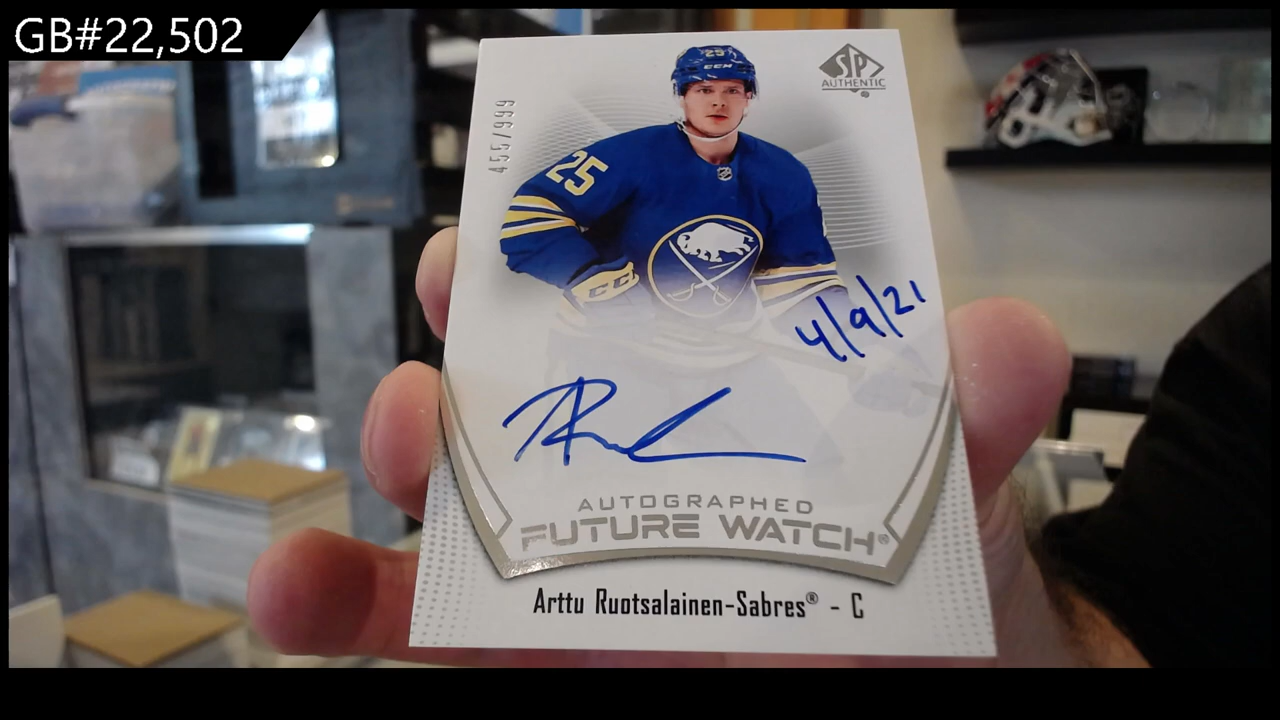 GB#22,502
455/999
25
CCM
SP
AUTHENTIC
25
CC
4/9/21
AUTOGRAPHED
FUTURE WATCH®
Arttu Ruotsalainen-Sabres® - C